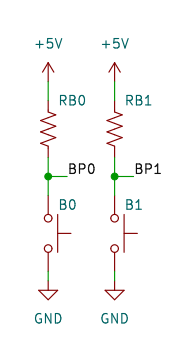 +5V +5V
RB0 RB1
BP0 BP1
B0 B1
GND GND